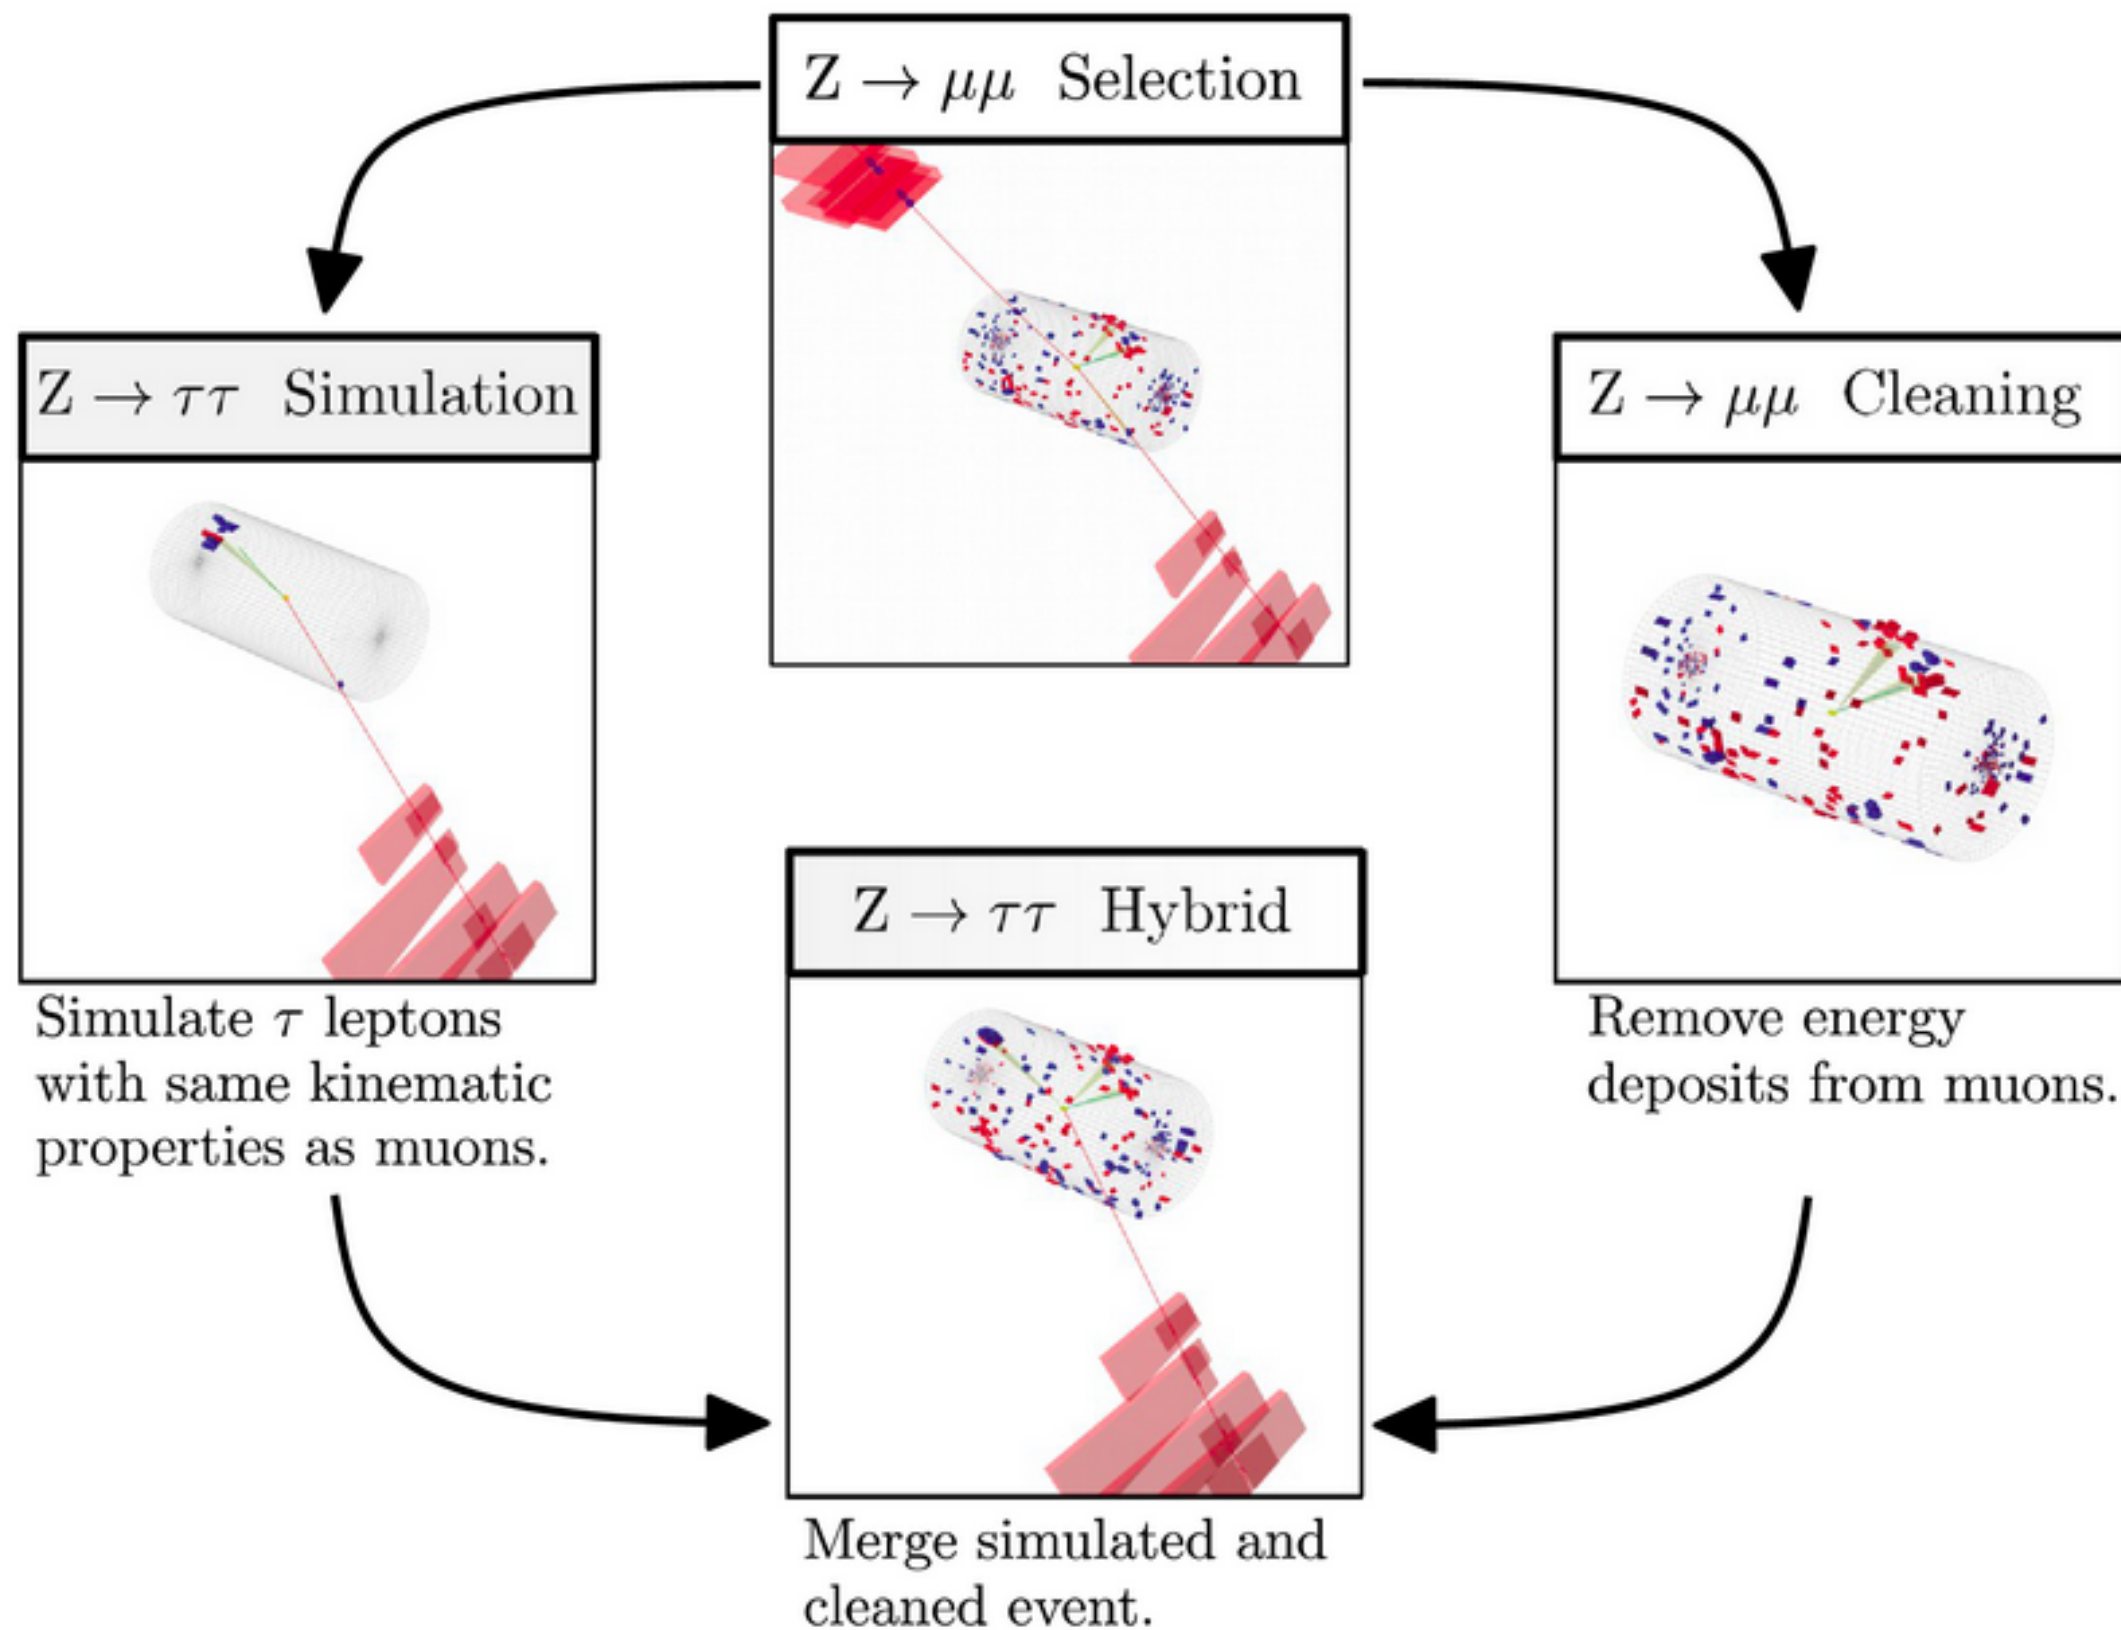 Z → μμ Selection
Z → ττ Simulation
Z → μμ Cleaning
Simulate τ leptons
with same kinematic
properties as muons.
Remove energy
deposits from muons.
Z → ττ Hybrid
Merge simulated and
cleaned event.